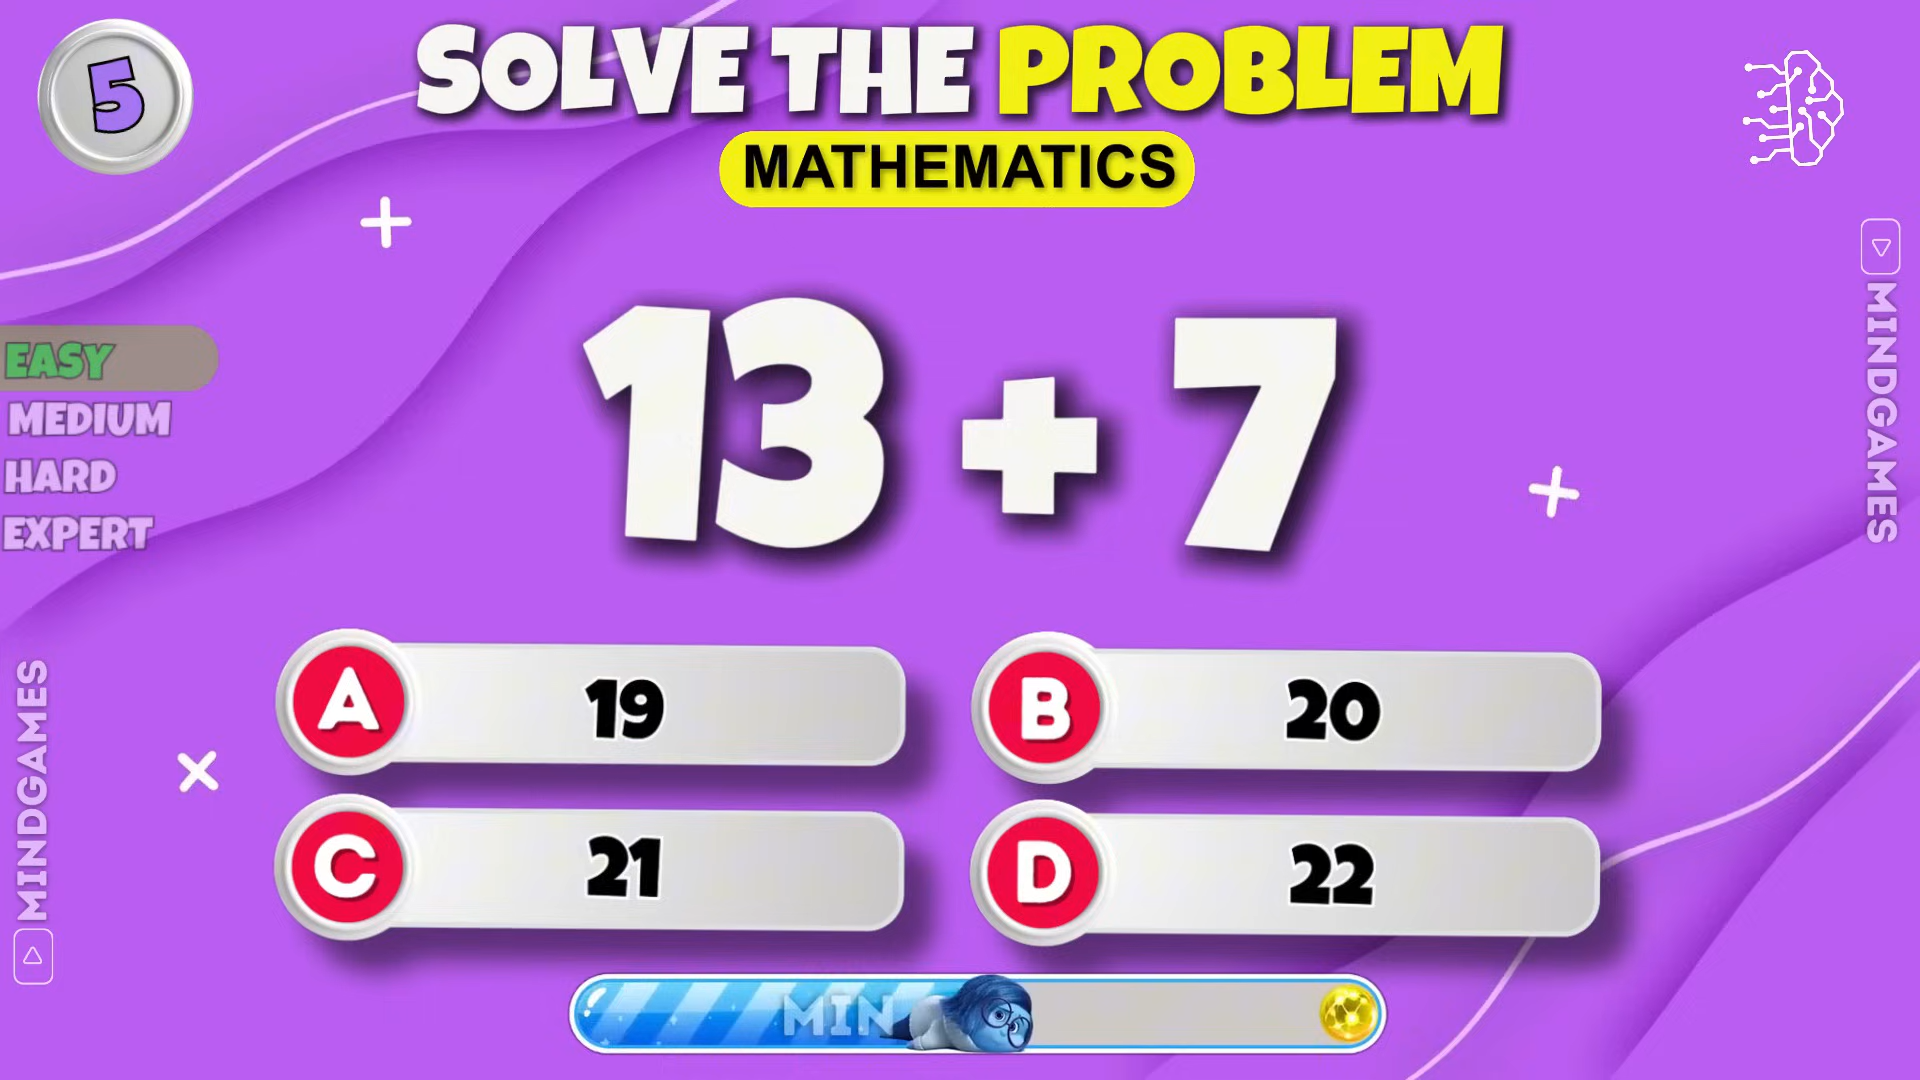 5
SOLVE THE PROBLEM
MATHEMATICS
13 + 7
EASY
MEDIUM
HARD
EXPERT
A 19
B 20
C 21
D 22
MIN
MINDGAMES
MINDGAMES